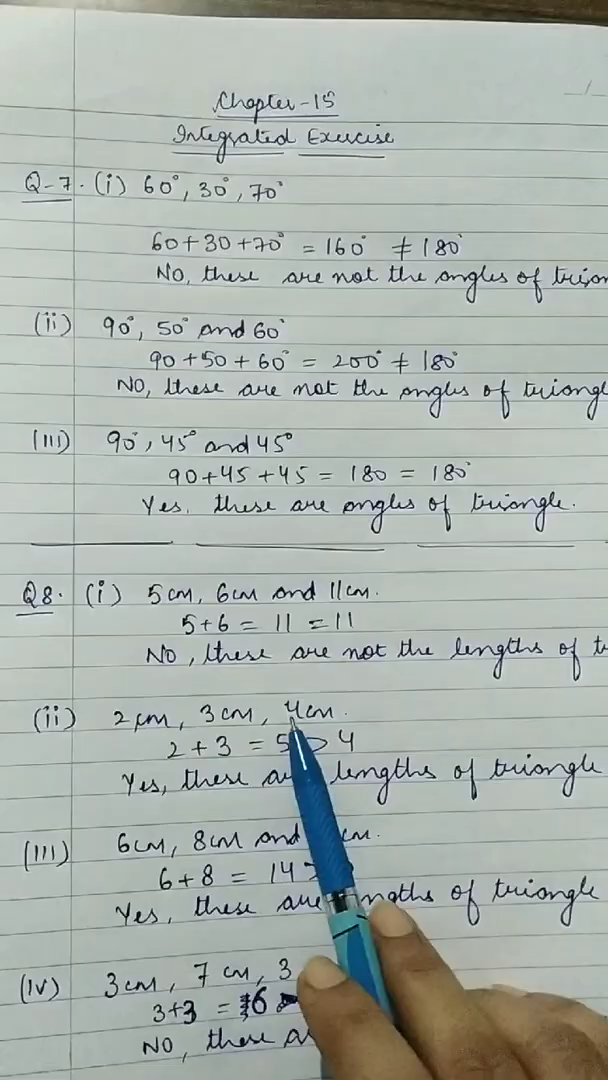 Chapter-15
Integrated Exercise
Q-7. (i) 60°, 30°, 70°
60+30+70° = 160° ≠ 180°
NO, these are not the angles of
(ii) 90°, 50° and 60°
90+50+60° = 200° ≠ 180°
NO, these are not the angles of triangl
(III) 90°, 45° and 45°
90+45+45 = 180 = 180°
Yes, these are angles of triangle.
Q8. (i) 5cm, 6cm and 11cm.
5+6 = 11 = 11
NO, these are not the lengths of
(ii) 2cm, 3cm, 4cm.
2+3 = 5 > 4
Yes, these are lengths of triangle
(III) 6cm, 8cm and cm.
6+8 = 14 >
Yes, these are lengths of triangle
(IV) 3cm, 7cm, 3
3+3 = 6
NO, these